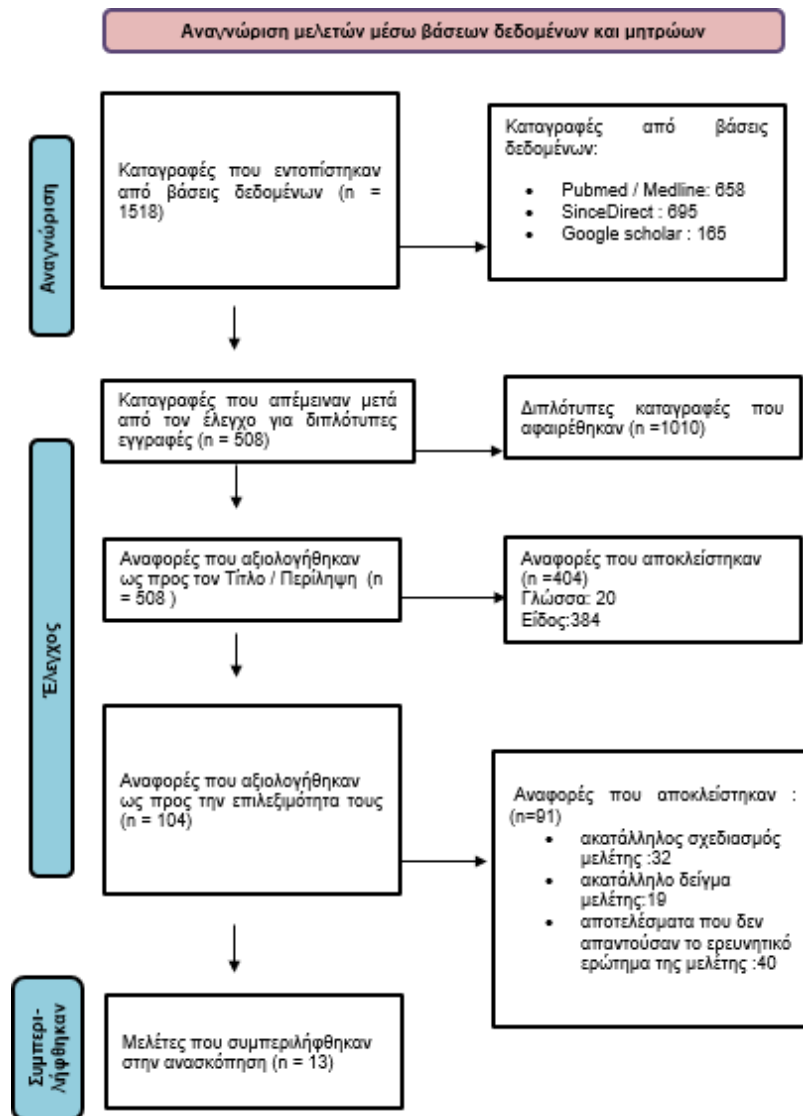 Αναγνώριση μελετών μέσω βάσεων δεδομένων και μητρώων
Αναγνώριση
Καταγραφές που εντοπίστηκαν
από βάσεις δεδομένων (n =
1518)
Καταγραφές από βάσεις
δεδομένων:
• Pubmed / Medline: 658
• SinceDirect : 695
• Google scholar : 165
Έλεγχος
Καταγραφές που απέμειναν μετά
από τον έλεγχο για διπλότυπες
εγγραφές (n = 508)
Διπλότυπες καταγραφές που
αφαιρέθηκαν (n =1010)
Αναφορές που αξιολογήθηκαν
ως προς τον Τίτλο / Περίληψη (n
= 508 )
Αναφορές που αποκλείστηκαν
(n =404)
Γλώσσα: 20
Είδος:384
Αναφορές που αξιολογήθηκαν
ως προς την επιλεξιμότητα τους
(n = 104)
Αναφορές που αποκλείστηκαν :
(n=91)
• ακατάλληλος σχεδιασμός
μελέτης :32
• ακατάλληλο δείγμα
μελέτης:19
• αποτελέσματα που δεν
απαντούσαν το ερευνητικό
ερώτημα της μελέτης :40
Συμπερι-
λήφθηκαν
Μελέτες που συμπεριλήφθηκαν
στην ανασκόπηση (n = 13)